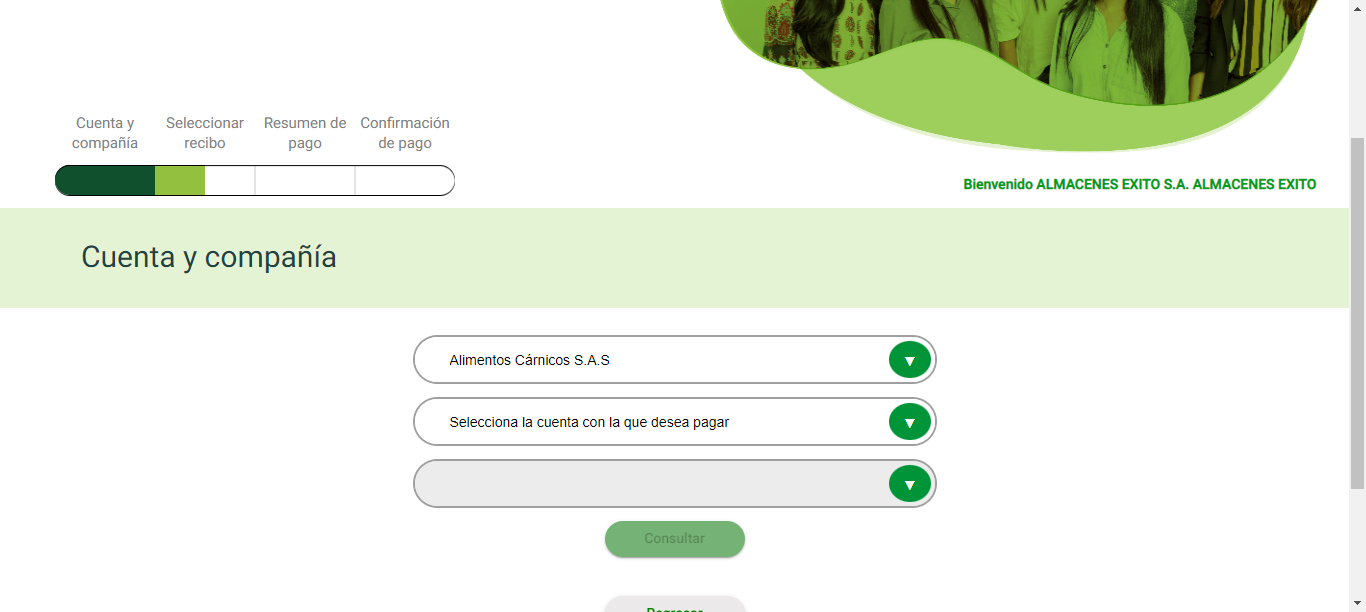 Cuenta y compañía
Seleccionar recibo
Resumen de pago
Confirmación de pago
Bienvenido ALMACENES EXITO S.A. ALMACENES EXITO
Cuenta y compañía
Alimentos Cárnicos S.A.S
Selecciona la cuenta con la que desea pagar
Consultar
Regresar